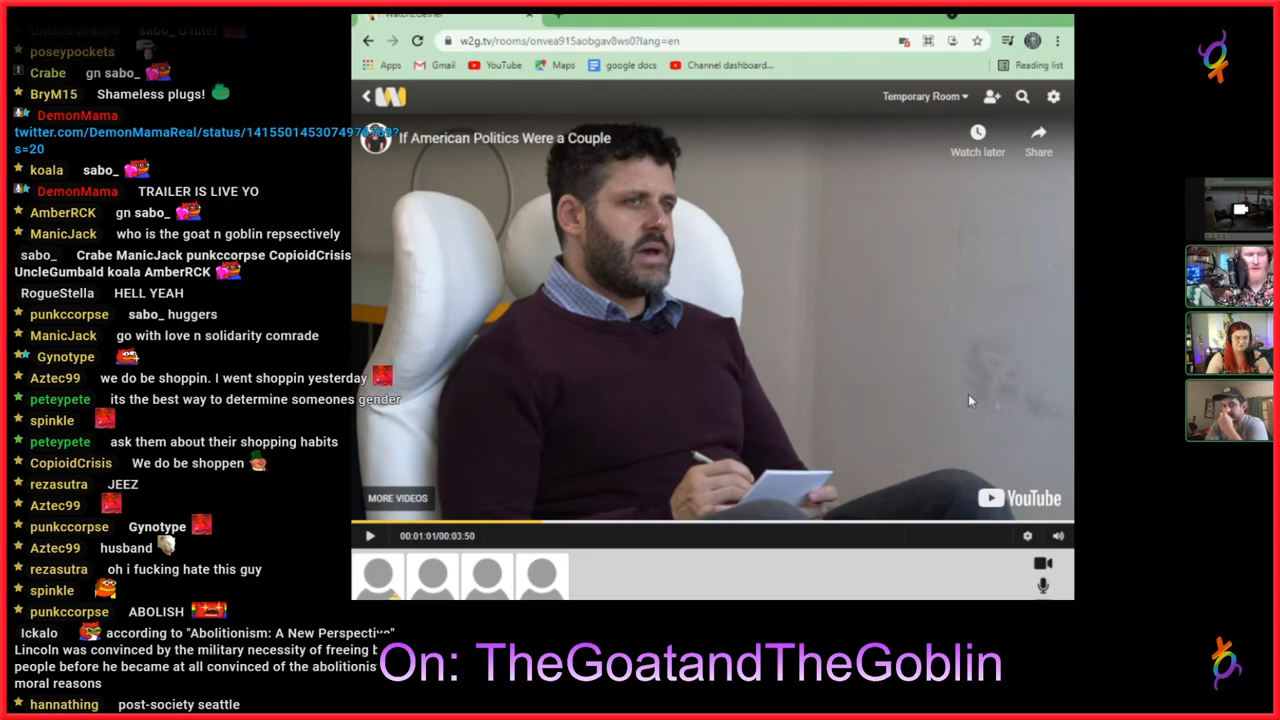 UncleGumbald sabo_ G'nite!
poseypockets
Crabe gn sabo_
BryM15 Shameless plugs!
DemonMama
twitter.com/DemonMamaReal/status/1415501453074976768?
s=20
koala sabo_
DemonMama TRAILER IS LIVE YO
AmberRCK gn sabo_
ManicJack who is the goat n goblin repsectively
sabo_ Crabe ManicJack punkccorpse CopioidCrisis
UncleGumbald koala AmberRCK
RogueStella HELL YEAH
punkccorpse sabo_ huggers
ManicJack go with love n solidarity comrade
Gynotype
Aztec99 we do be shoppin. I went shoppin yesterday
peteypete its the best way to determine someones gender
spinkle
peteypete ask them about their shopping habits
CopioidCrisis We do be shoppen
rezasutra JEEZ
Aztec99
punkccorpse Gynotype
Aztec99 husband
rezasutra oh i fucking hate this guy
spinkle
punkccorpse ABOLISH
Ickalo according to "Abolitionism: A New Perspective"
Lincoln was convinced by the military necessity of freeing
people before he became at all convinced of the abolitionis
moral reasons
hannathing post-society seattle
Watch2Gether
w2g.tv/rooms/onvea915aobgav8ws0?lang=en
Apps Gmail YouTube Maps google docs Channel dashboard... Reading list
Temporary Room
If American Politics Were a Couple
Watch later Share
MORE VIDEOS
YouTube
00:01:01/00:03:50
On: TheGoatandTheGoblin